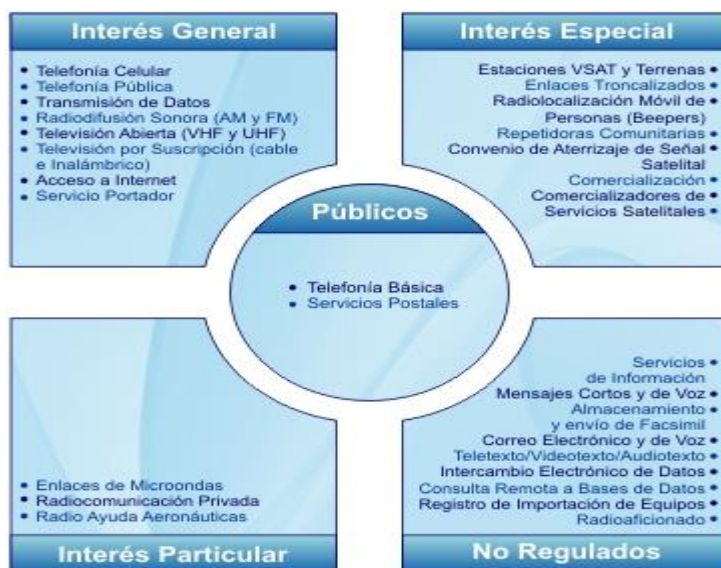 Interés General
• Telefonía Celular
• Telefonía Pública
• Transmisión de Datos
• Radiodifusión Sonora (AM y FM)
• Televisión Abierta (VHF y UHF)
• Televisión por Suscripción (cable
e Inalámbrico)
• Acceso a Internet
• Servicio Portador
Interés Especial
Estaciones VSAT y Terrenas •
Enlaces Troncalizados •
Radiolocalización Móvil de •
Personas (Beepers)
Repetidoras Comunitarias •
Convenio de Aterrizaje de Señal •
Satelital
Comercialización •
Comercializadores de •
Servicios Satelitales •
Públicos
• Telefonía Básica
• Servicios Postales
• Enlaces de Microondas
• Radiocomunicación Privada
• Radio Ayuda Aeronáuticas
Interés Particular
Servicios •
de Información
Mensajes Cortos y de Voz •
Almacenamiento •
y envío de Facsimil
Correo Electrónico y de Voz •
Teletexto/Videotexto/Audiotexto •
Intercambio Electrónico de Datos •
Consulta Remota a Bases de Datos •
Registro de Importación de Equipos •
Radioaficionado •
No Regulados